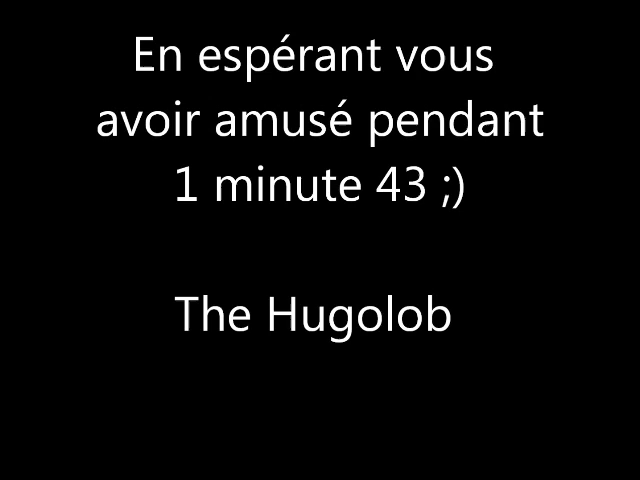 En espérant vous
avoir amusé pendant
1 minute 43 ;)
The Hugolob